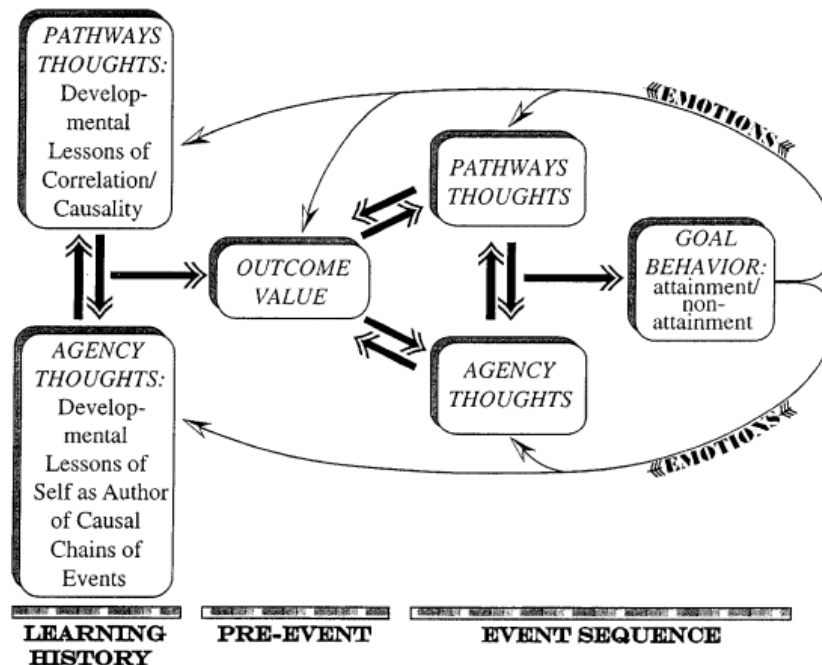 PATHWAYS
THOUGHTS:
Develop-
mental
Lessons of
Correlation/
Causality
AGENCY
THOUGHTS:
Develop-
mental
Lessons of
Self as Author
of Causal
Chains of
Events
OUTCOME
VALUE
PATHWAYS
THOUGHTS
AGENCY
THOUGHTS
GOAL
BEHAVIOR:
attainment/
non-
attainment
EMOTIONS
EMOTIONS
LEARNING
HISTORY
PRE-EVENT
EVENT SEQUENCE